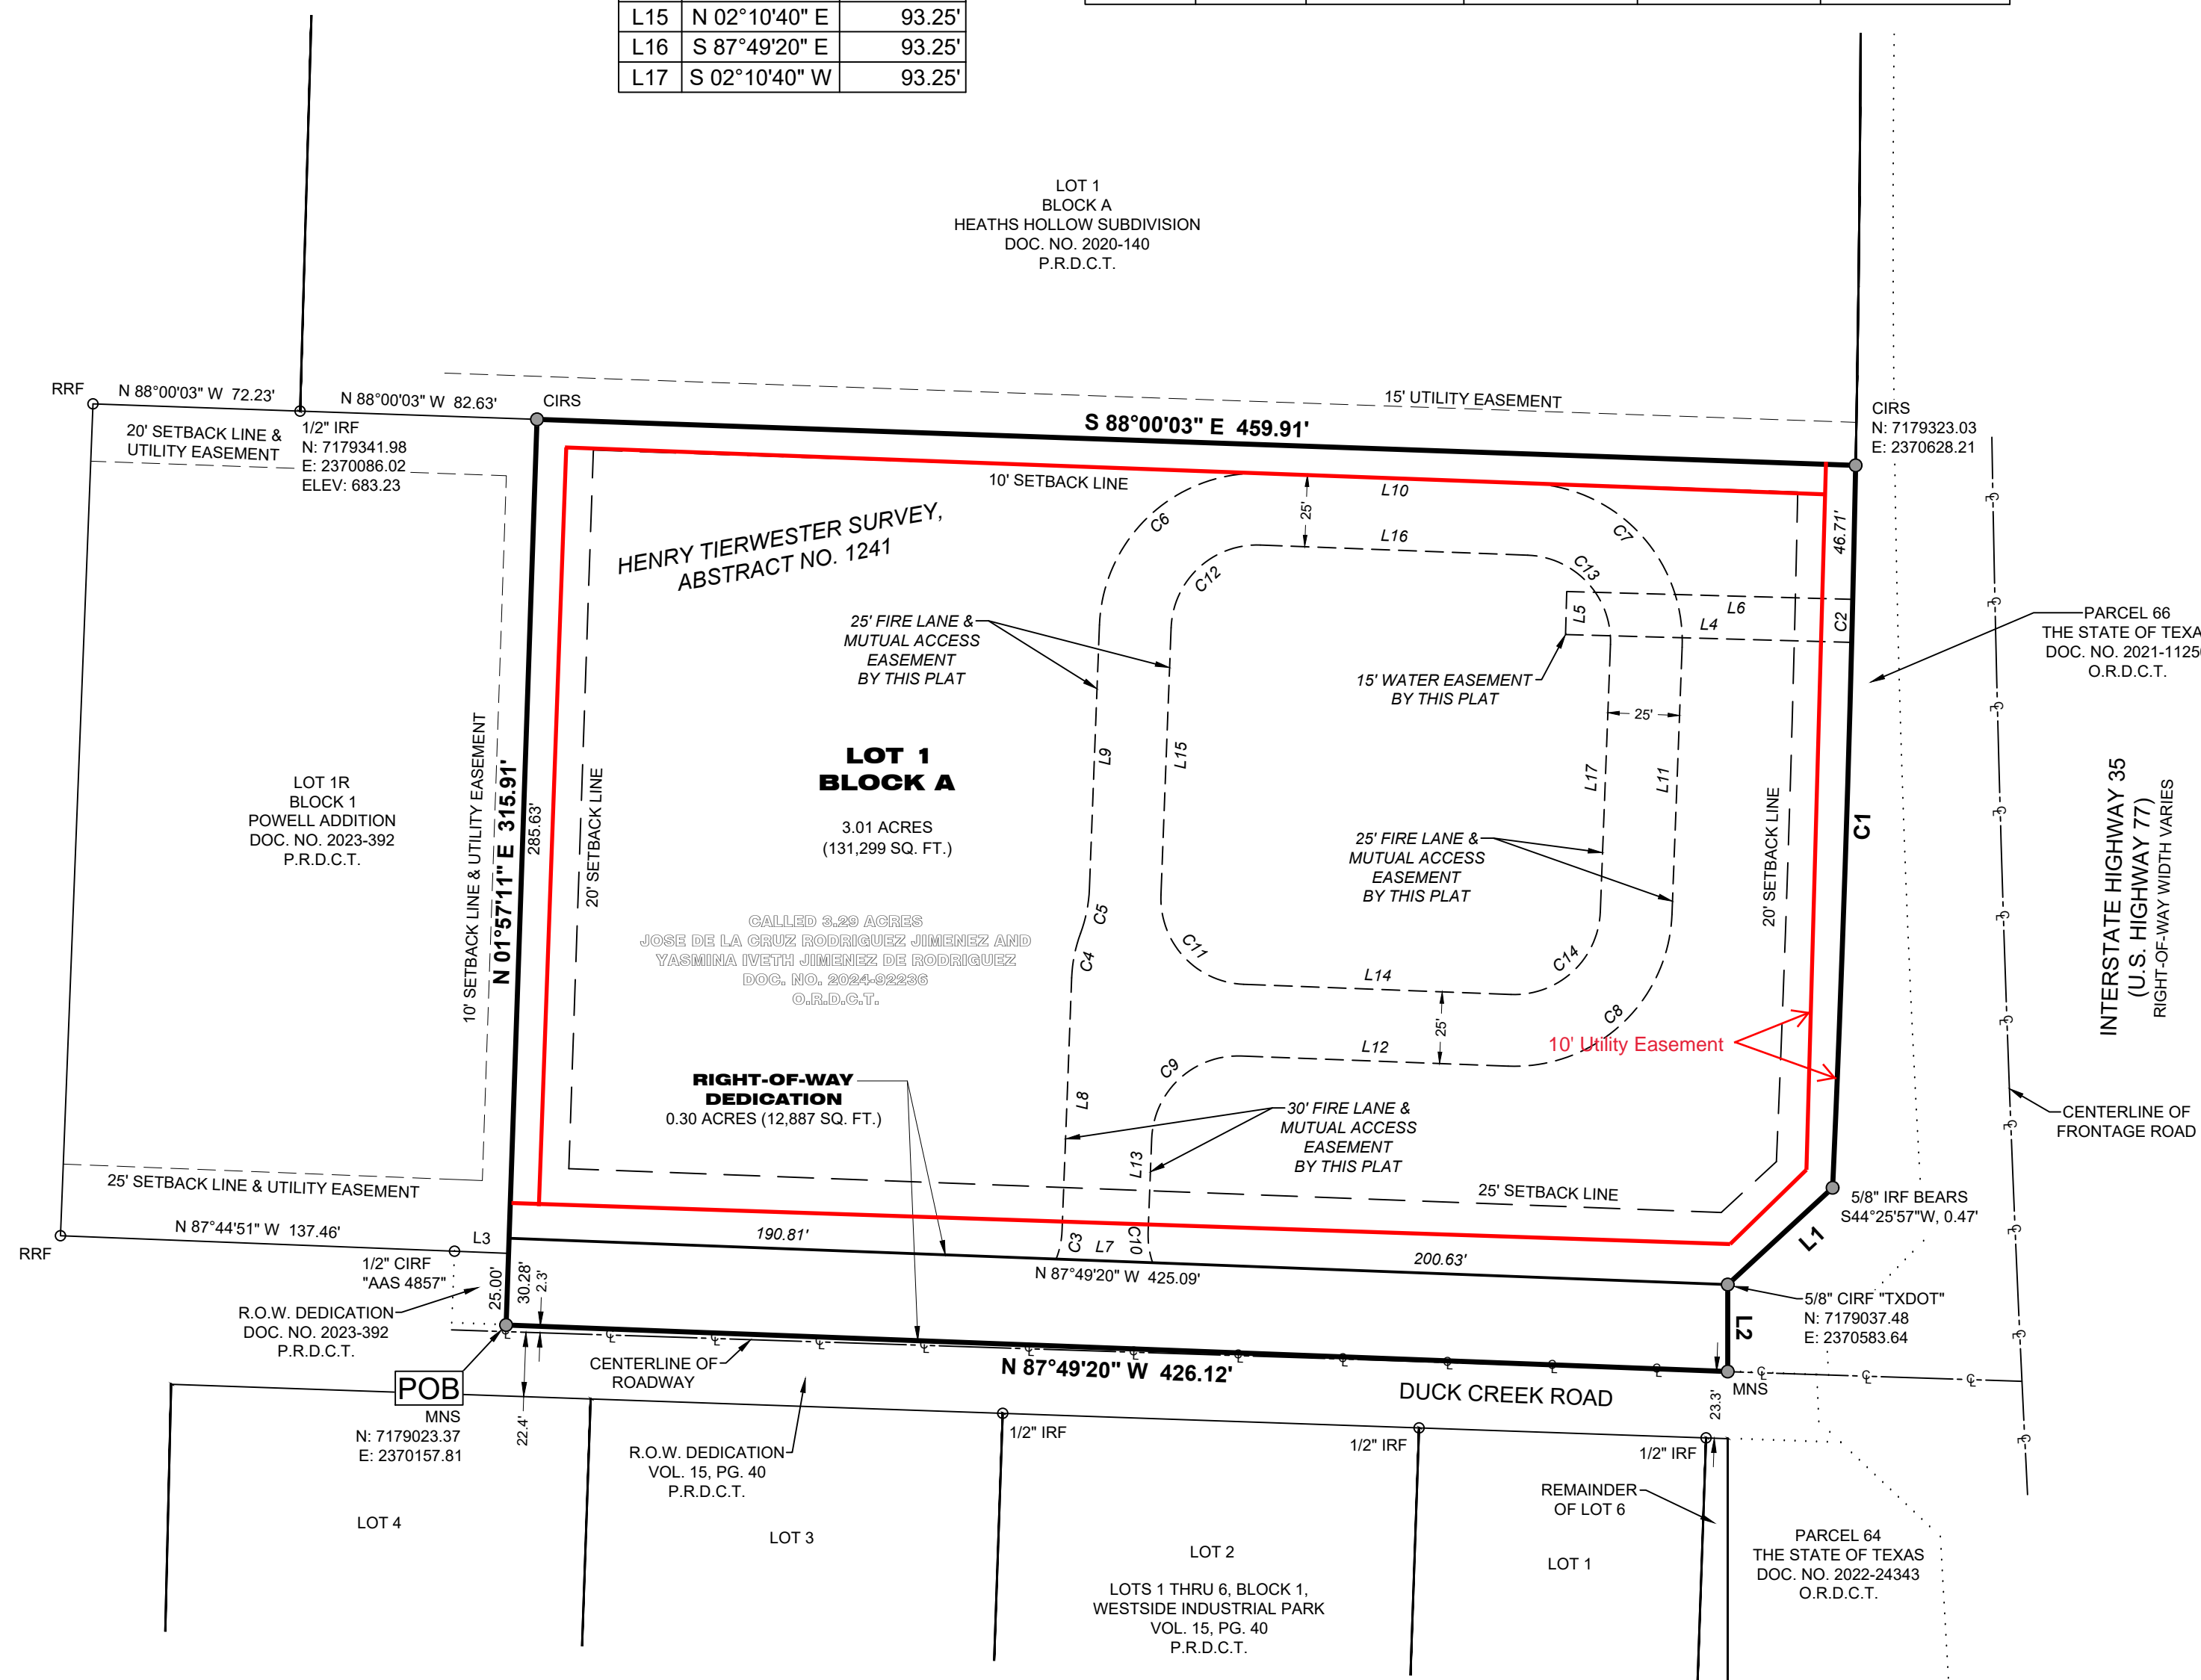 L15 N 02°10'40" E 93.25'
L16 S 87°49'20" E 93.25'
L17 S 02°10'40" W 93.25'
LOT 1
BLOCK A
HEATHS HOLLOW SUBDIVISION
DOC. NO. 2020-140
P.R.D.C.T.
RRF
N 88°00'03" W 72.23'
N 88°00'03" W 82.63'
CIRS
15' UTILITY EASEMENT
S 88°00'03" E 459.91'
CIRS
N: 7179323.03
E: 2370628.21
20' SETBACK LINE &
UTILITY EASEMENT
1/2" IRF
N: 7179341.98
E: 2370086.02
ELEV: 683.23
10' SETBACK LINE
L10
25'
C6
C7
L16
46.71'
HENRY TIERWESTER SURVEY,
ABSTRACT NO. 1241
C12
C13
L5
L6
L4
C2
25' FIRE LANE &
MUTUAL ACCESS
EASEMENT
BY THIS PLAT
15' WATER EASEMENT
BY THIS PLAT
PARCEL 66
THE STATE OF TEXA
DOC. NO. 2021-1125
O.R.D.C.T.
25'
L9
L15
L17
L11
LOT 1
BLOCK A
3.01 ACRES
(131,299 SQ. FT.)
LOT 1R
BLOCK 1
POWELL ADDITION
DOC. NO. 2023-392
P.R.D.C.T.
10' SETBACK LINE & UTILITY EASEMENT
N 01°57'11" E 315.91'
285.63'
20' SETBACK LINE
25' FIRE LANE &
MUTUAL ACCESS
EASEMENT
BY THIS PLAT
20' SETBACK LINE
C1
INTERSTATE HIGHWAY 35
(U.S. HIGHWAY 77)
RIGHT-OF-WAY WIDTH VARIES
CALLED 3.29 ACRES
JOSE DE LA CRUZ RODRIGUEZ JIMENEZ AND
YASMINA IVETH JIMENEZ DE RODRIGUEZ
DOC. NO. 2024-92236
O.R.D.C.T.
C5
C4
C11
L14
C14
C8
25'
10' Utility Easement
L12
C9
RIGHT-OF-WAY
DEDICATION
0.30 ACRES (12,887 SQ. FT.)
L8
L13
30' FIRE LANE &
MUTUAL ACCESS
EASEMENT
BY THIS PLAT
CENTERLINE OF
FRONTAGE ROAD
25' SETBACK LINE & UTILITY EASEMENT
25' SETBACK LINE
5/8" IRF BEARS
S44°25'57"W, 0.47'
L1
RRF
N 87°44'51" W 137.46'
L3
190.81'
C3
L7
C10
200.63'
N 87°49'20" W 425.09'
1/2" CIRF
"AAS 4857"
25.00'
30.28'
2.3'
R.O.W. DEDICATION
DOC. NO. 2023-392
P.R.D.C.T.
5/8" CIRF "TXDOT"
N: 7179037.48
E: 2370583.64
L2
CENTERLINE OF
ROADWAY
N 87°49'20" W 426.12'
DUCK CREEK ROAD
MNS
POB
MNS
N: 7179023.37
E: 2370157.81
22.4'
23.3'
R.O.W. DEDICATION
VOL. 15, PG. 40
P.R.D.C.T.
1/2" IRF
1/2" IRF
1/2" IRF
REMAINDER
OF LOT 6
LOT 4
LOT 3
LOT 2
LOT 1
LOTS 1 THRU 6, BLOCK 1,
WESTSIDE INDUSTRIAL PARK
VOL. 15, PG. 40
P.R.D.C.T.
PARCEL 64
THE STATE OF TEXAS
DOC. NO. 2022-24343
O.R.D.C.T.